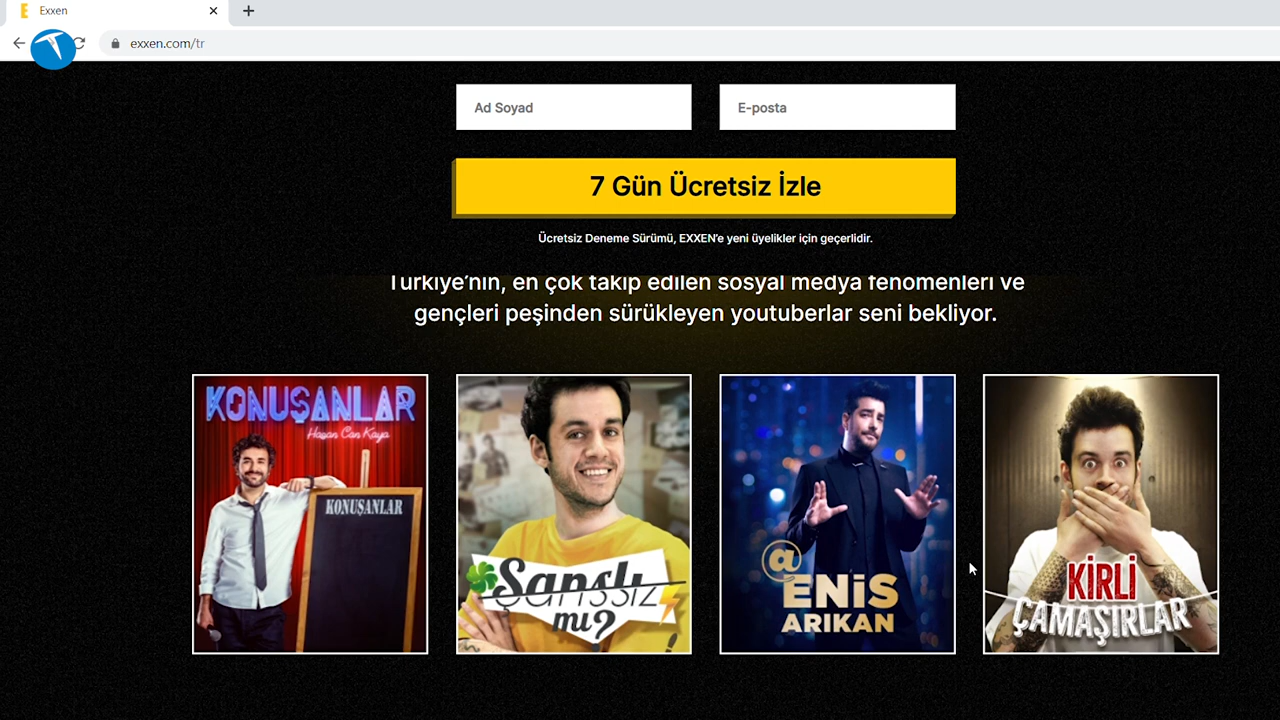 Exxen
exxen.com/tr
Ad Soyad
E-posta
7 Gün Ücretsiz İzle
Ücretsiz Deneme Sürümü, EXXEN'e yeni üyelikler için geçerlidir.
Türkiye'nin, en çok takip edilen sosyal medya fenomenleri ve
gençleri peşinden sürükleyen youtuberlar seni bekliyor.
KONUŞANLAR
Hasan Can Kaya
KONUŞANLAR
Şanslı
Şanssız
mı?
@
ENİS
ARIKAN
KİRLİ
ÇAMAŞIRLAR